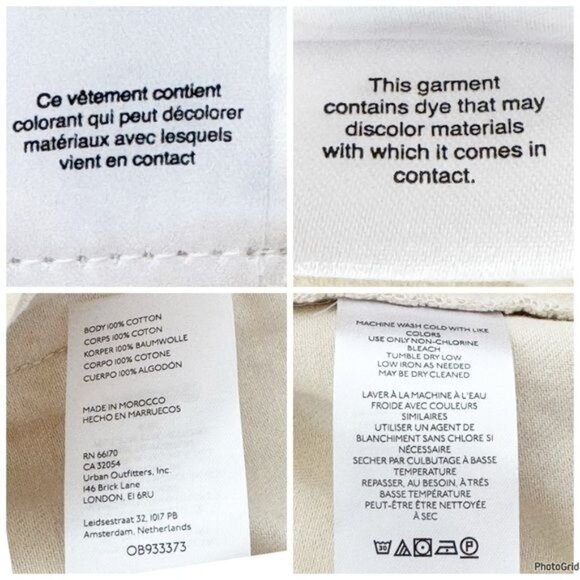 Ce vêtement contient
colorant qui peut décolorer
matériaux avec lesquels
vient en contact
This garment
contains dye that may
discolor materials
with which it comes in
contact.
BODY 100% COTTON
CORPS 100% COTON
KORPER 100% BAUMWOLLE
CORPO 100% COTONE
CUERPO 100% ALGODÓN
MADE IN MOROCCO
HECHO EN MARRUECOS
RN 66170
CA 32054
Urban Outfitters, Inc.
146 Brick Lane
LONDON, E1 6RU
Leidsestraat 32, 1017 PB
Amsterdam, Netherlands
OB933373
MACHINE WASH COLD WITH LIKE
COLORS
USE ONLY NON-CHLORINE
BLEACH
TUMBLE DRY LOW
LOW IRON AS NEEDED
MAY BE DRY CLEANED
LAVER À LA MACHINE À L'EAU
FROIDE AVEC COULEURS
SIMILAIRES
UTILISER UN AGENT DE
BLANCHIMENT SANS CHLORE SI
NÉCESSAIRE
SECHER PAR CULBUTAGE À BASSE
TEMPERATURE
REPASSER, AU BESOIN, À TRÉS
BASSE TEMPÉRATURE
PEUT-ÊTRE ÊTRE NETTOYÉE
À SEC
30 P
PhotoGrid